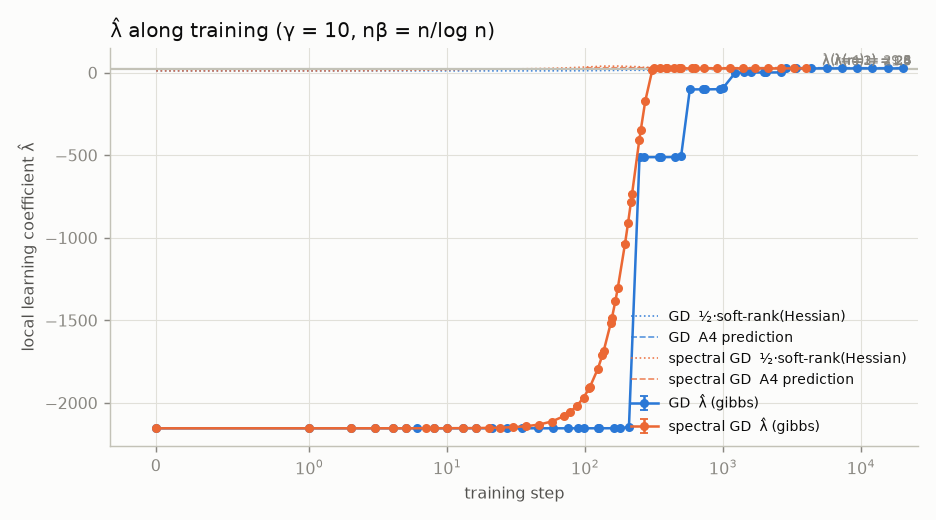 λ̂ along training (γ = 10, nβ = n/log n)
local learning coefficient λ̂
0
−500
−1000
−1500
−2000
GD ½·soft-rank(Hessian)
GD A4 prediction
spectral GD ½·soft-rank(Hessian)
spectral GD A4 prediction
GD λ̂ (gibbs)
spectral GD λ̂ (gibbs)
0
10⁰
10¹
10²
10³
10⁴
training step